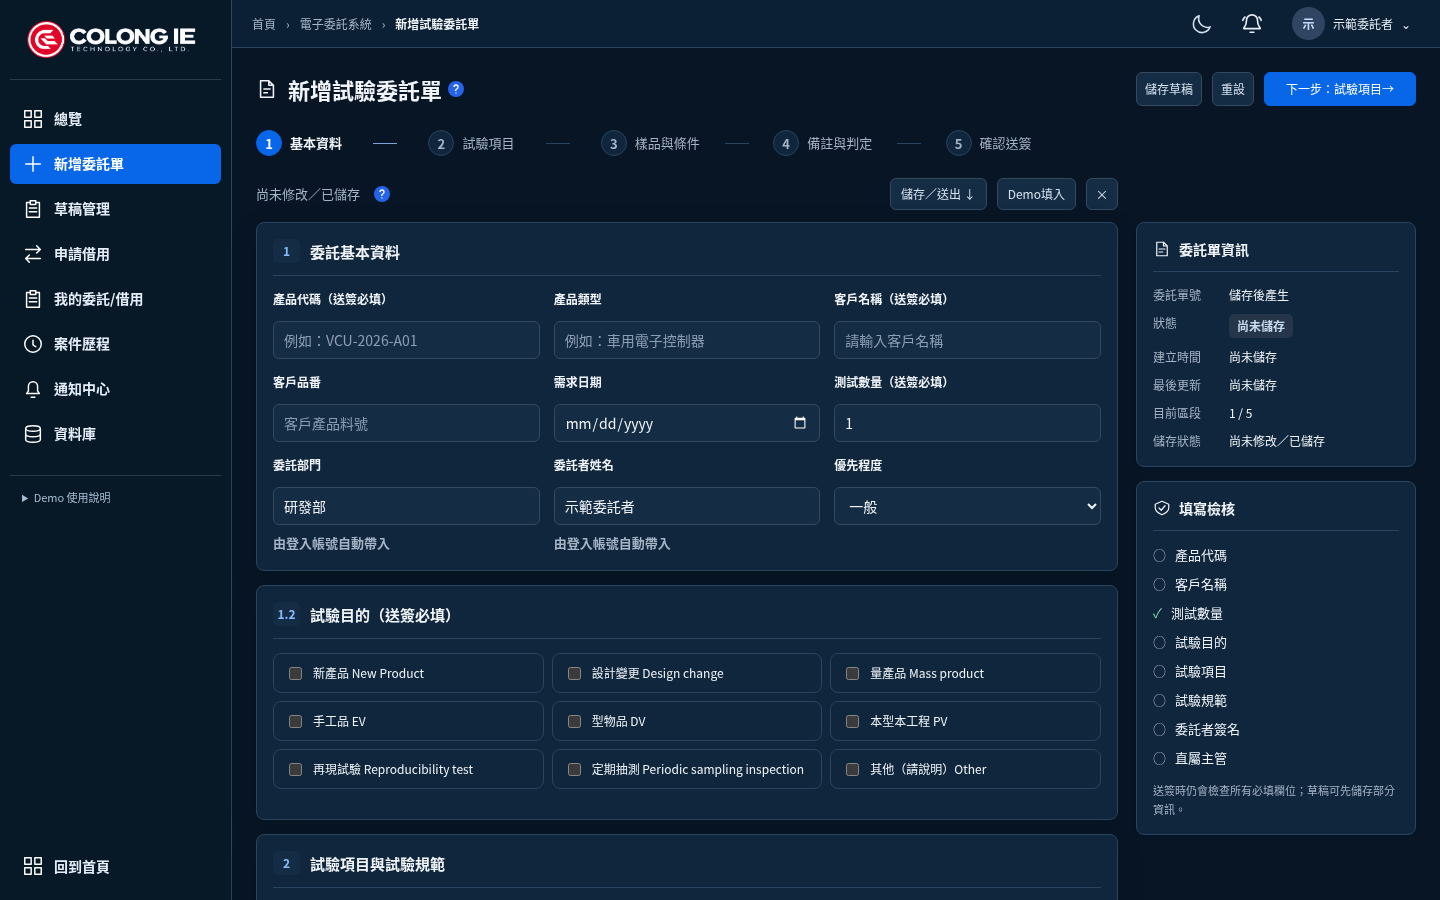 COLONG IE
TECHNOLOGY CO., LTD.
總覽
新增委託單
草稿管理
申請借用
我的委託/借用
案件歷程
通知中心
資料庫
Demo 使用說明
回到首頁
首頁 › 電子委託系統 › 新增試驗委託單
示 示範委託者
新增試驗委託單 ?
儲存草稿 重設 下一步：試驗項目→
1 基本資料 2 試驗項目 3 樣品與條件 4 備註與判定 5 確認送簽
尚未修改／已儲存 ?
儲存／送出 ↓ Demo填入 ×
1 委託基本資料
產品代碼（送簽必填） 產品類型 客戶名稱（送簽必填）
例如：VCU-2026-A01 例如：車用電子控制器 請輸入客戶名稱
客戶品番 需求日期 測試數量（送簽必填）
客戶產品料號 mm/dd/yyyy 1
委託部門 委託者姓名 優先程度
研發部 示範委託者 一般
由登入帳號自動帶入 由登入帳號自動帶入
1.2 試驗目的（送簽必填）
新產品 New Product 設計變更 Design change 量產品 Mass product
手工品 EV 型物品 DV 本型本工程 PV
再現試驗 Reproducibility test 定期抽測 Periodic sampling inspection 其他（請說明）Other
2 試驗項目與試驗規範
委託單資訊
委託單號 儲存後產生
狀態 尚未儲存
建立時間 尚未儲存
最後更新 尚未儲存
目前區段 1 / 5
儲存狀態 尚未修改／已儲存
填寫檢核
產品代碼
客戶名稱
✓ 測試數量
試驗目的
試驗項目
試驗規範
委託者簽名
直屬主管
送簽時仍會檢查所有必填欄位；草稿可先儲存部分
資訊。